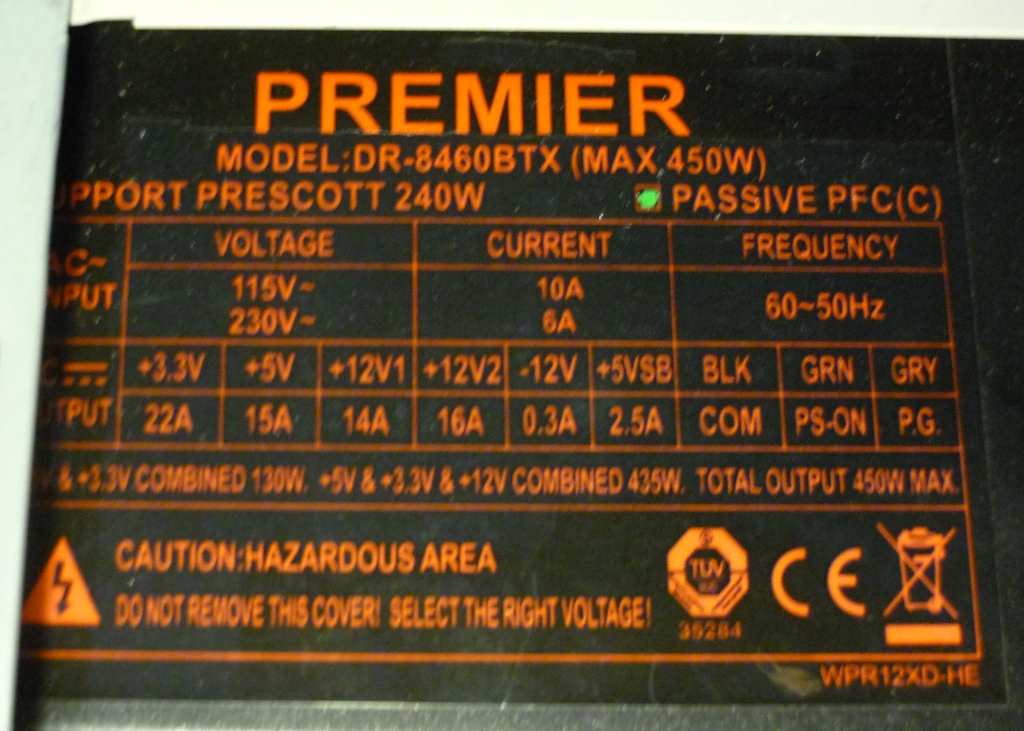 PREMIER
MODEL:DR-8460BTX (MAX 450W)
PPORT PRESCOTT 240W PASSIVE PFC(C)
AC~ VOLTAGE CURRENT FREQUENCY
NPUT 115V~ 10A 60~50Hz
230V~ 6A
C +3.3V +5V +12V1 +12V2 -12V +5VSB BLK GRN GRY
UTPUT 22A 15A 14A 16A 0.3A 2.5A COM PS-ON P.G.
V & +3.3V COMBINED 130W. +5V & +3.3V & +12V COMBINED 435W. TOTAL OUTPUT 450W MAX.
CAUTION:HAZARDOUS AREA
DO NOT REMOVE THIS COVER! SELECT THE RIGHT VOLTAGE!
TUV
CE
35284
WPR12XD-HE